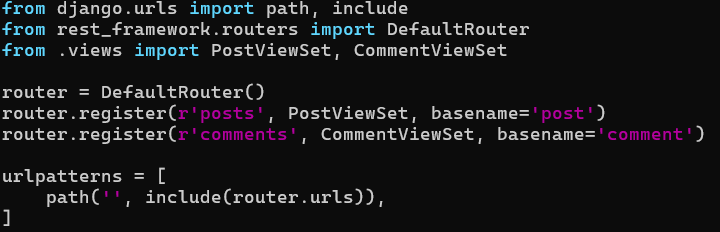 from django.urls import path, include
from rest_framework.routers import DefaultRouter
from .views import PostViewSet, CommentViewSet

router = DefaultRouter()
router.register(r'posts', PostViewSet, basename='post')
router.register(r'comments', CommentViewSet, basename='comment')

urlpatterns = [
    path('', include(router.urls)),
]